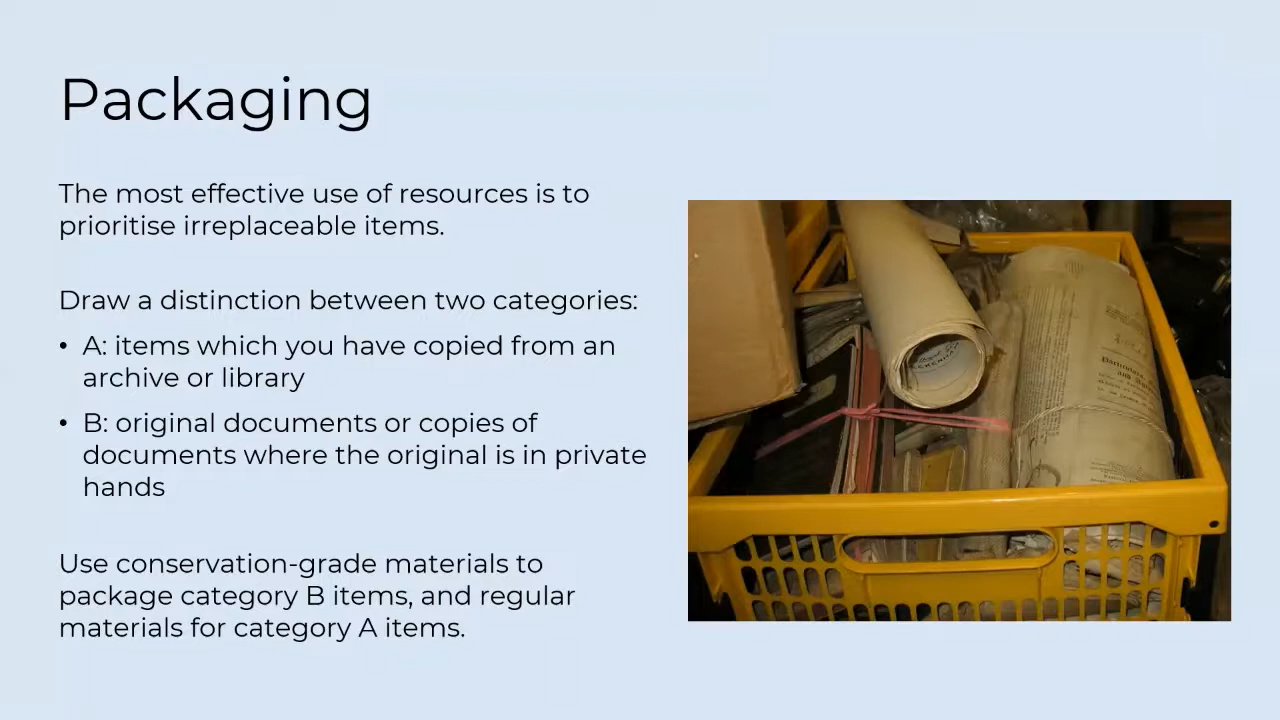 Packaging
The most effective use of resources is to
prioritise irreplaceable items.
Draw a distinction between two categories:
• A: items which you have copied from an
archive or library
• B: original documents or copies of
documents where the original is in private
hands
Use conservation-grade materials to
package category B items, and regular
materials for category A items.